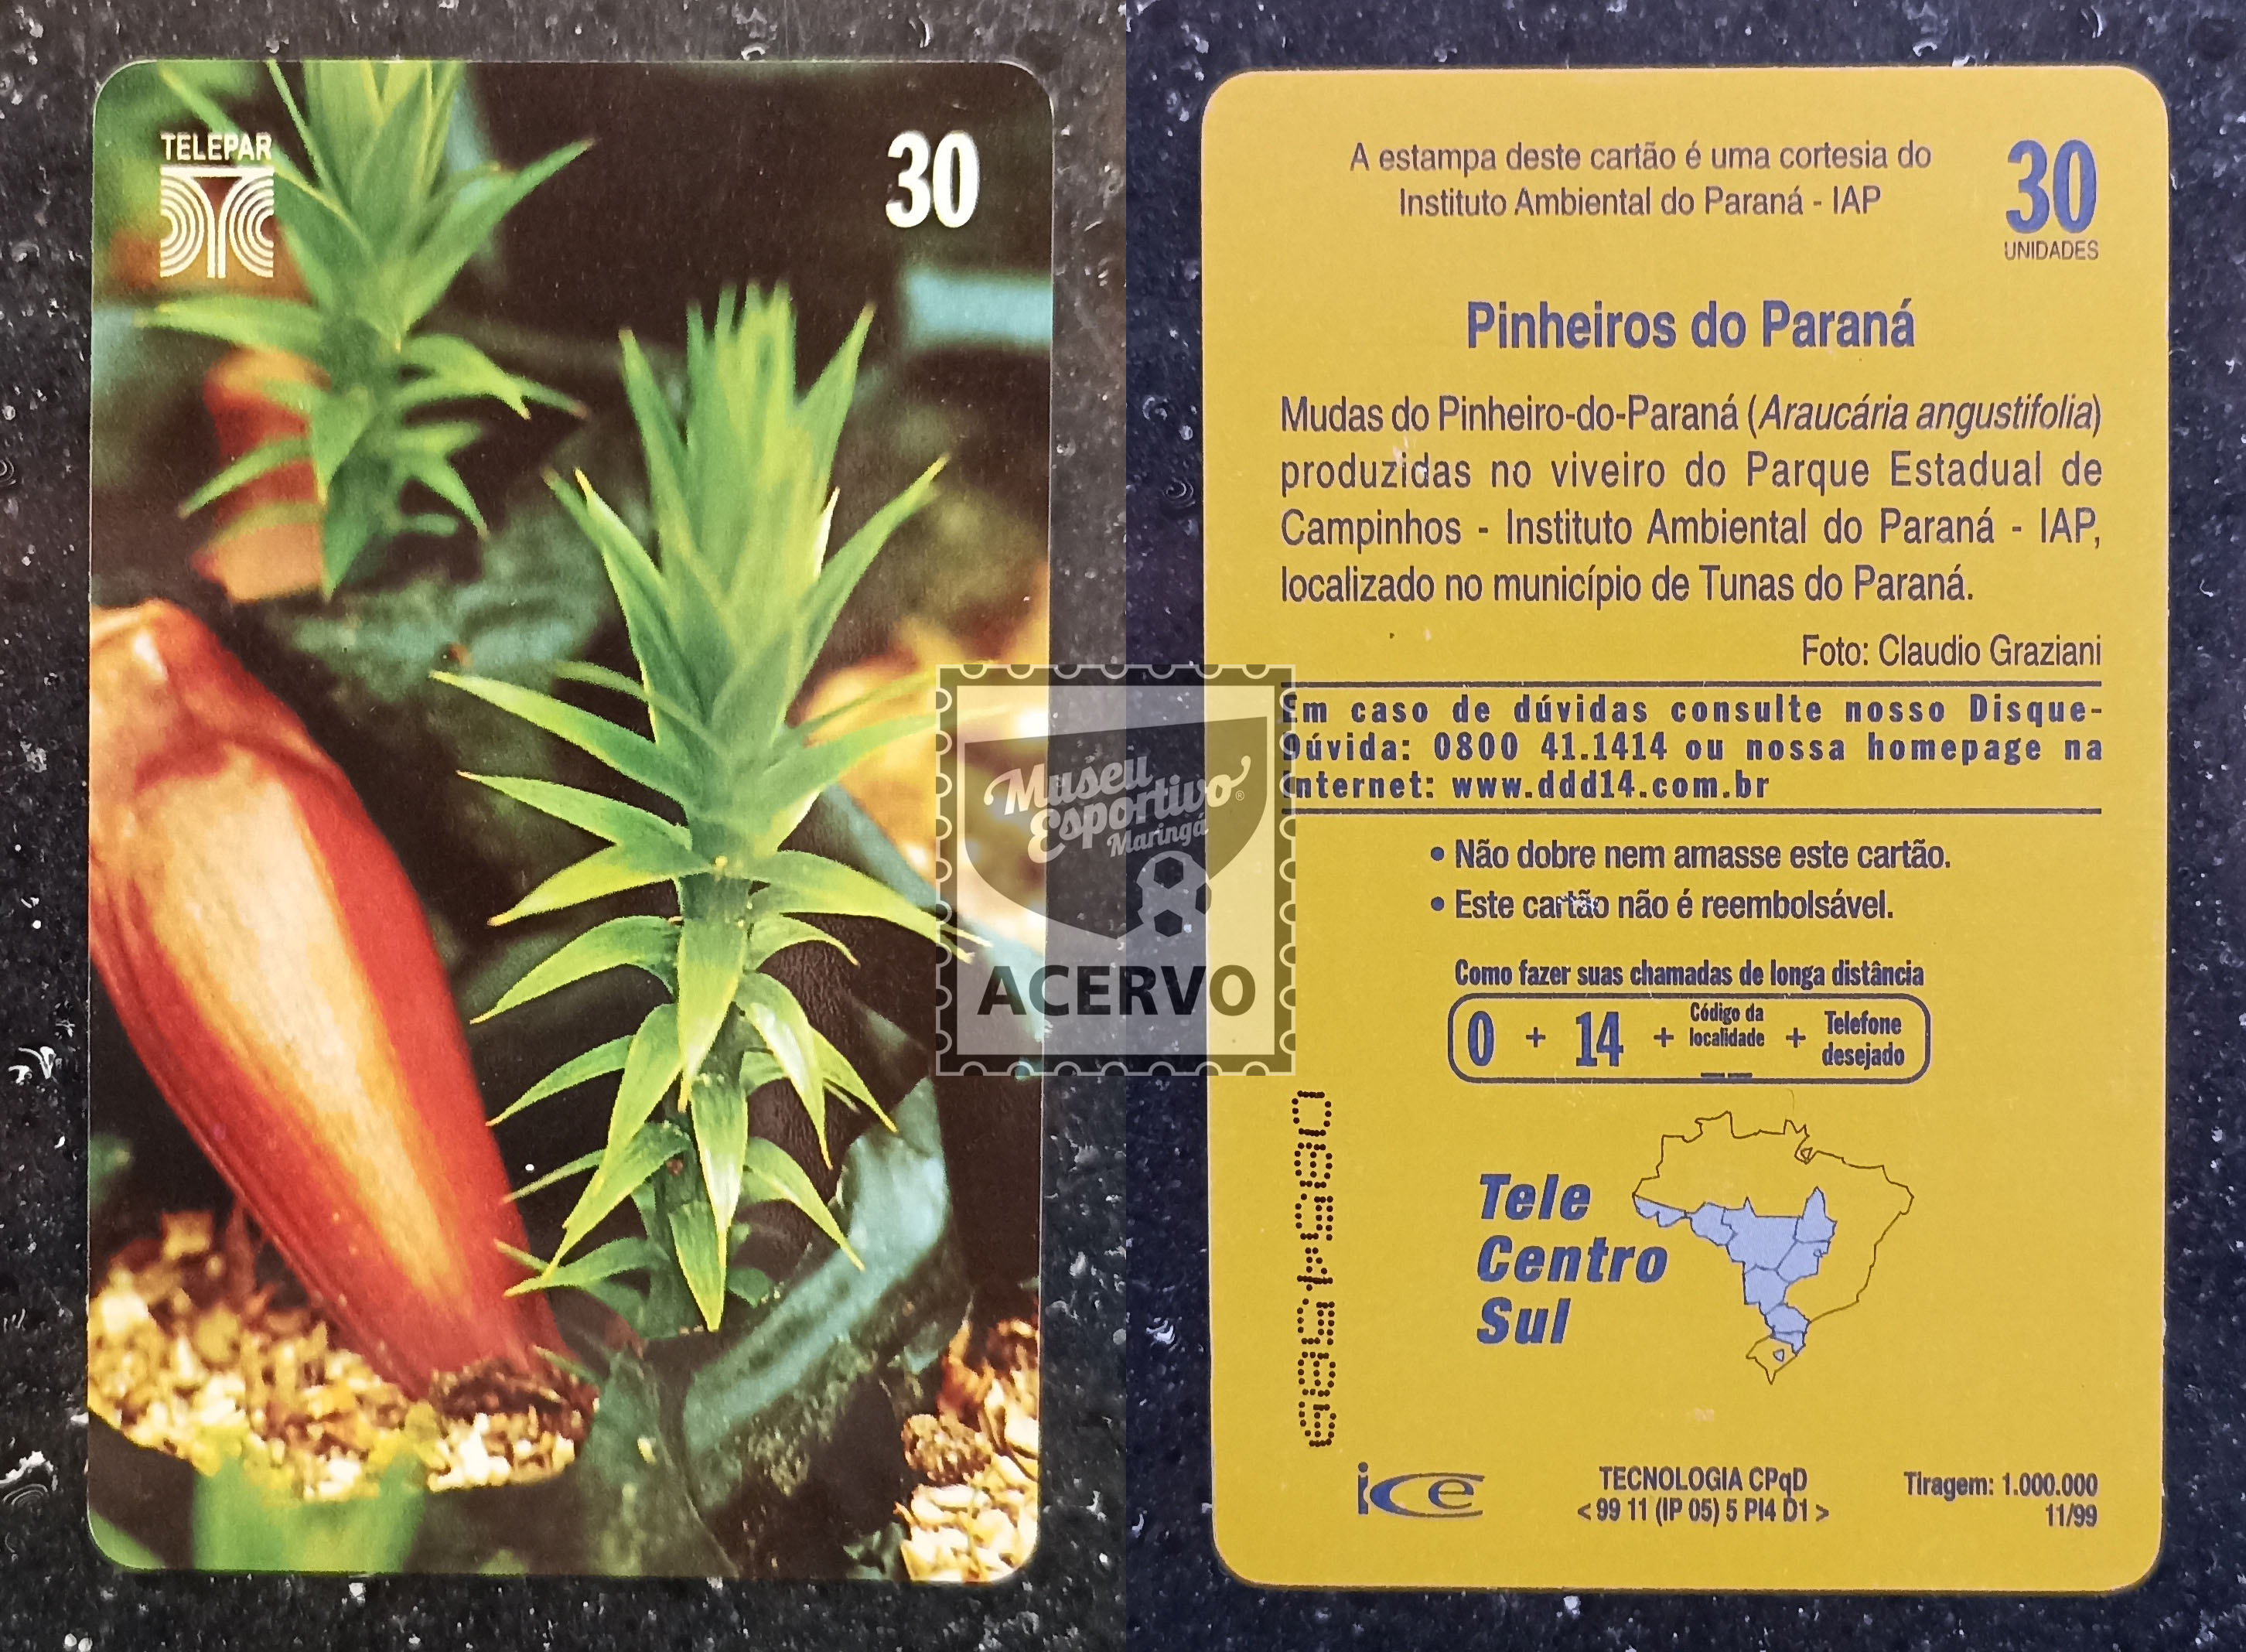 TELEPAR
30
A estampa deste cartão é uma cortesia do
Instituto Ambiental do Paraná - IAP
30
UNIDADES
Pinheiros do Paraná
Mudas do Pinheiro-do-Paraná (Araucária angustifolia)
produzidas no viveiro do Parque Estadual de
Campinhos - Instituto Ambiental do Paraná - IAP,
localizado no município de Tunas do Paraná.
Foto: Claudio Graziani
Em caso de dúvidas consulte nosso Disque-
Dúvida: 0800 41.1414 ou nossa homepage na
internet: www.ddd14.com.br
Museu
Esportivo®
Maringá
ACERVO
• Não dobre nem amasse este cartão.
• Este cartão não é reembolsável.
Como fazer suas chamadas de longa distância
0 + 14 + Código da localidade + Telefone desejado
Tele
Centro
Sul
ice
TECNOLOGIA CPqD
< 99 11 (IP 05) 5 PI4 D1 >
Tiragem: 1.000.000
11/99